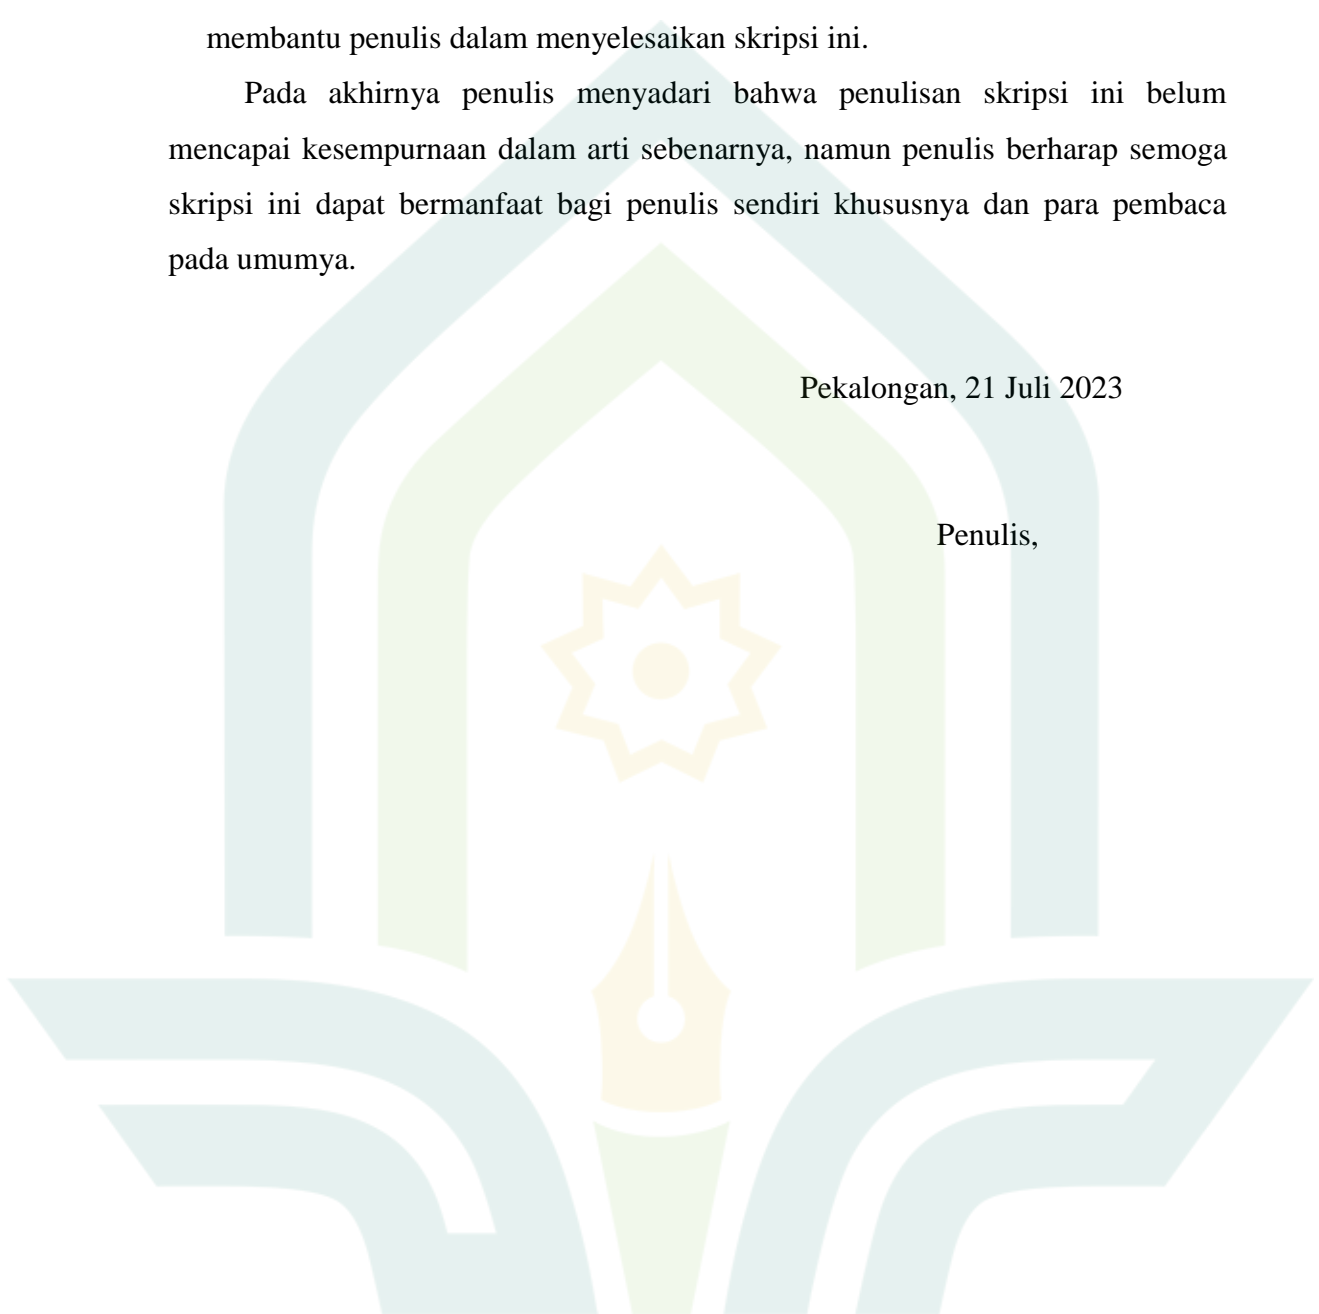 membantu penulis dalam menyelesaikan skripsi ini.
Pada akhirnya penulis menyadari bahwa penulisan skripsi ini belum
mencapai kesempurnaan dalam arti sebenarnya, namun penulis berharap semoga
skripsi ini dapat bermanfaat bagi penulis sendiri khususnya dan para pembaca
pada umumya.
Pekalongan, 21 Juli 2023
Penulis,